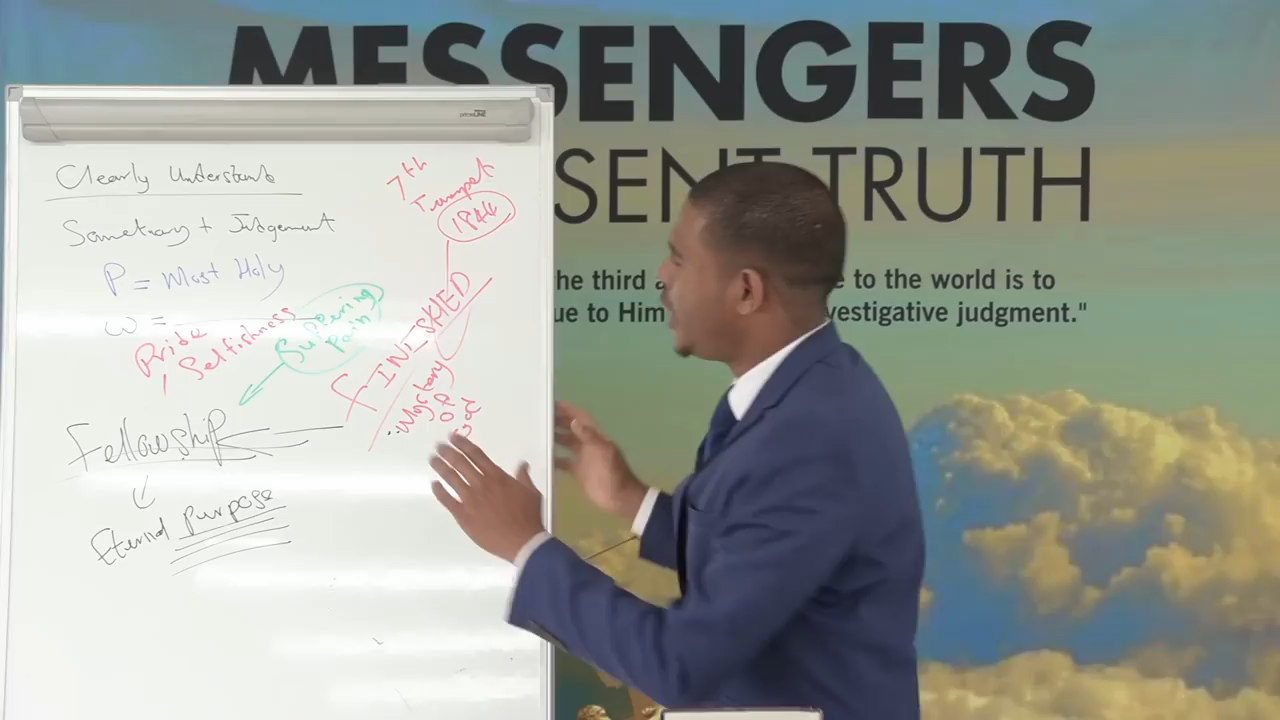 MESSENGERS
SENT TRUTH
he third a e to the world is to
ue to Him vestigative judgment."
Clearly Understand
Sanctuary + Judgement
P = Most Holy
W =
Pride
, Selfishness
Suffering
Pain
7th
Trumpet
1844
FINISHED
Mystery
OF
God
Fellowship
Eternal Purpose